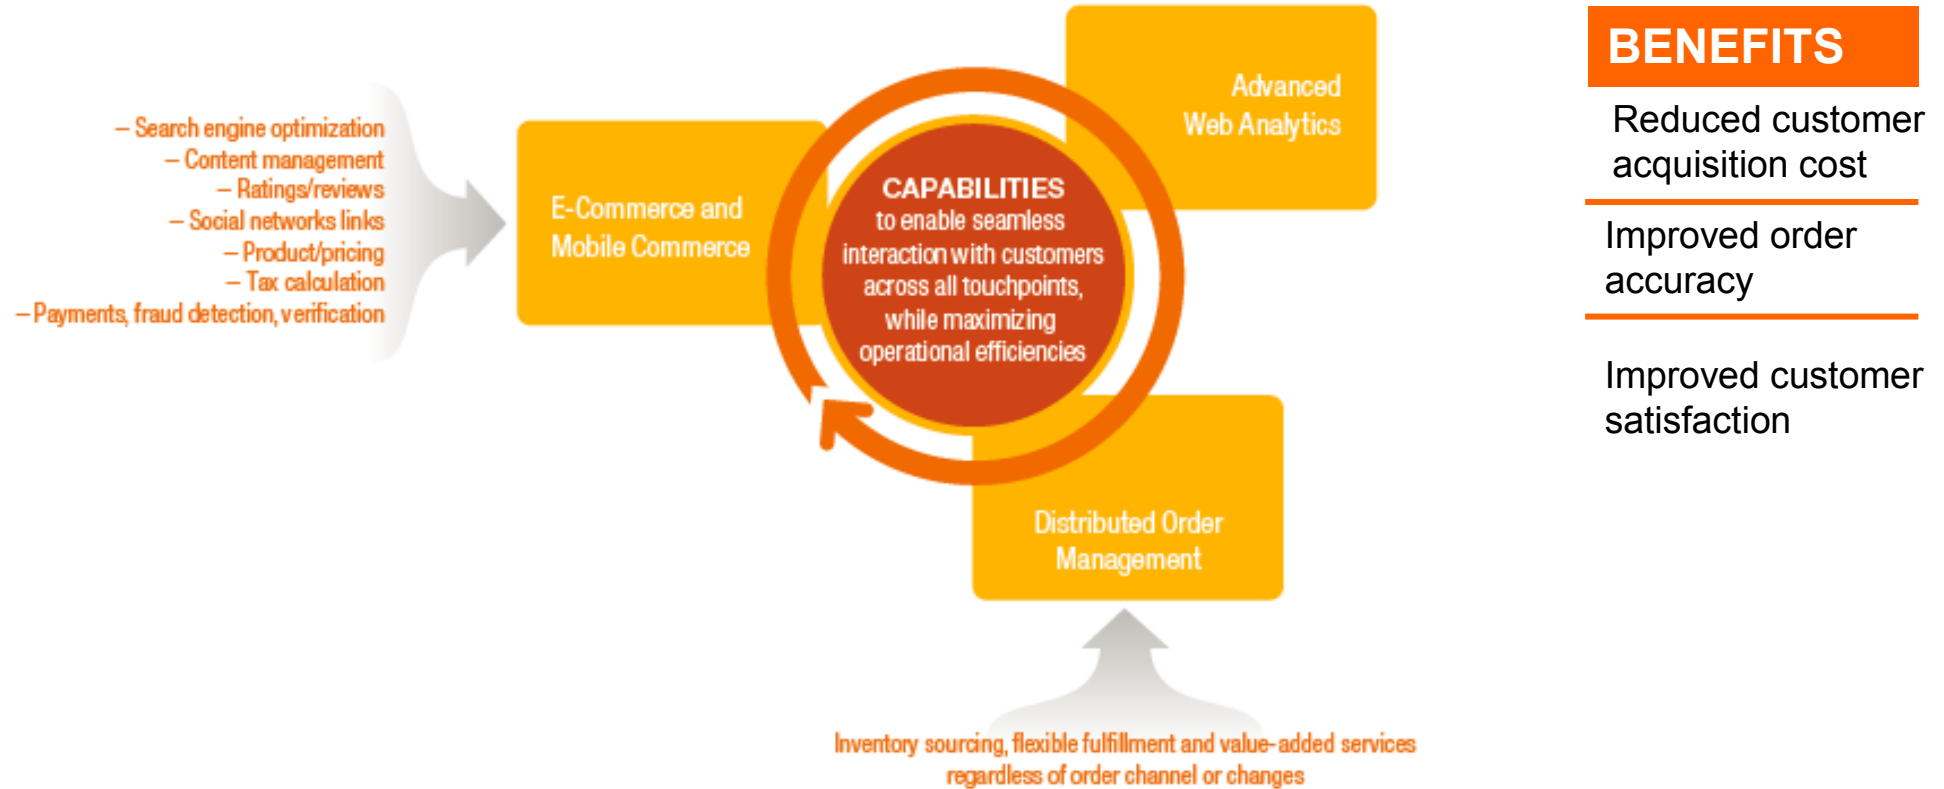 – Search engine optimization
– Content management
– Ratings/reviews
– Social networks links
– Product/pricing
– Tax calculation
– Payments, fraud detection, verification
E-Commerce and
Mobile Commerce
Advanced
Web Analytics
CAPABILITIES
to enable seamless
interaction with customers
across all touchpoints,
while maximizing
operational efficiencies
Distributed Order
Management
Inventory sourcing, flexible fulfillment and value-added services
regardless of order channel or changes
BENEFITS
Reduced customer
acquisition cost
Improved order
accuracy
Improved customer
satisfaction